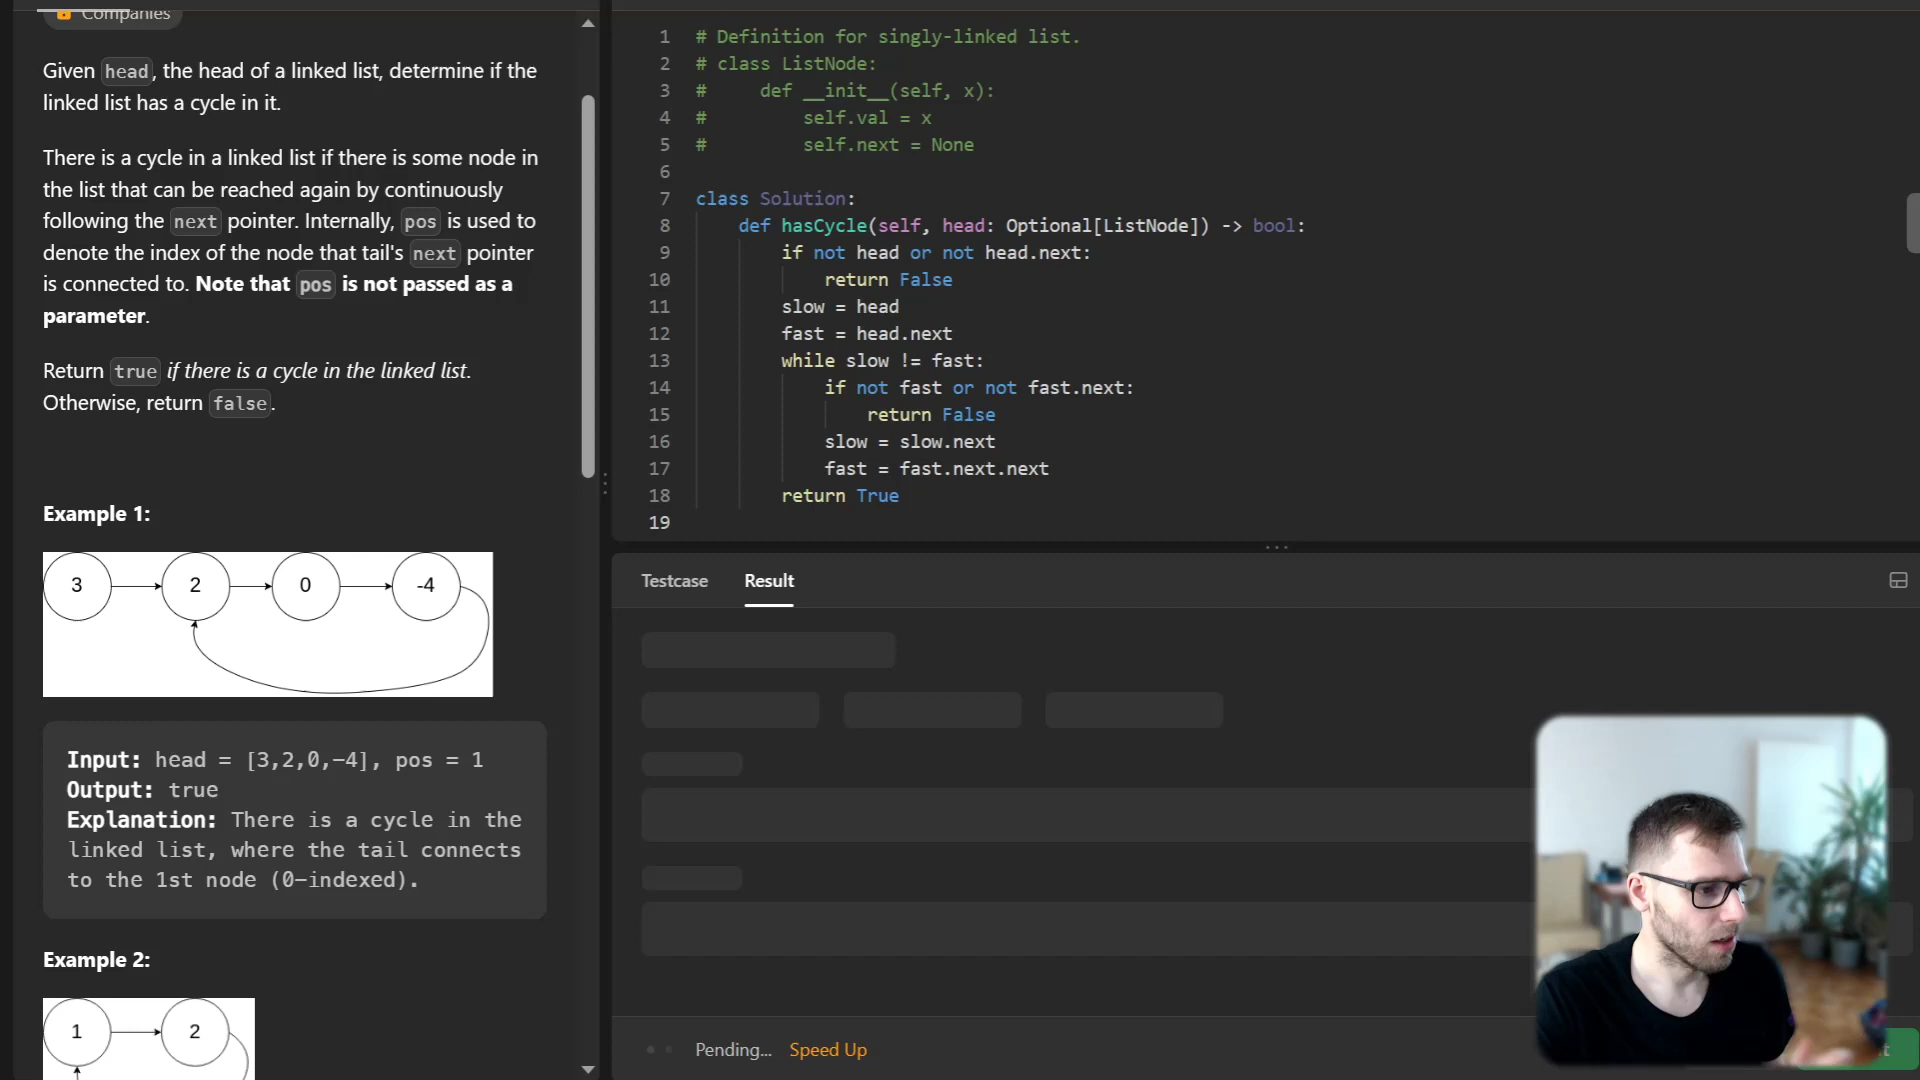 Companies
Given head, the head of a linked list, determine if the
linked list has a cycle in it.
There is a cycle in a linked list if there is some node in
the list that can be reached again by continuously
following the next pointer. Internally, pos is used to
denote the index of the node that tail's next pointer
is connected to. Note that pos is not passed as a
parameter.
Return true if there is a cycle in the linked list.
Otherwise, return false.
Example 1:
3 2 0 -4
Input: head = [3,2,0,-4], pos = 1
Output: true
Explanation: There is a cycle in the
linked list, where the tail connects
to the 1st node (0-indexed).
Example 2:
1 2
1 # Definition for singly-linked list.
2 # class ListNode:
3 #     def __init__(self, x):
4 #         self.val = x
5 #         self.next = None
6
7 class Solution:
8     def hasCycle(self, head: Optional[ListNode]) -> bool:
9         if not head or not head.next:
10             return False
11         slow = head
12         fast = head.next
13         while slow != fast:
14             if not fast or not fast.next:
15                 return False
16             slow = slow.next
17             fast = fast.next.next
18         return True
19
Testcase Result
Pending... Speed Up